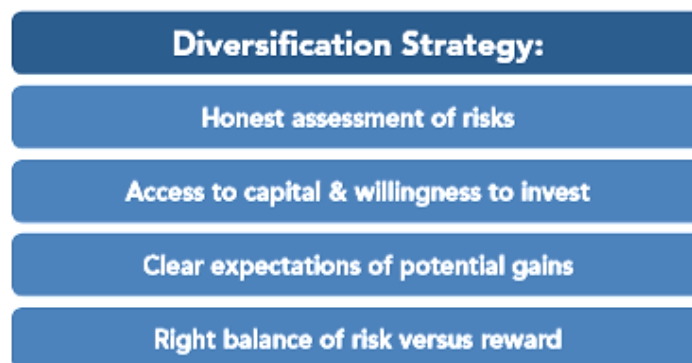 Diversification Strategy:
Honest assessment of risks
Access to capital & willingness to invest
Clear expectations of potential gains
Right balance of risk versus reward